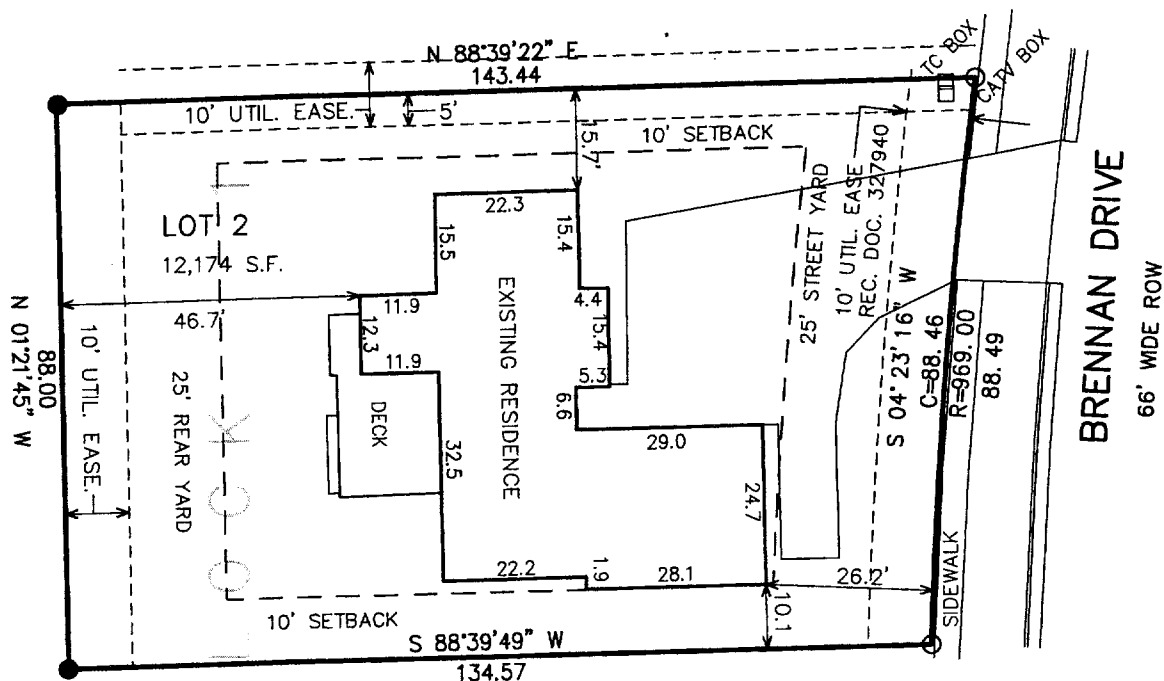 N 88°39'22" E
143.44
TC BOX
CATV BOX
10' UTIL. EASE.
5'
15.7'
10' SETBACK
LOT 2
12,174 S.F.
22.3
15.5
15.4
25' STREET YARD
10' UTIL. EASE
REC. DOC. 327940
BRENNAN DRIVE
66' WIDE ROW
46.7'
11.9
12.3
11.9
4.4
15.4
5.3
6.6
EXISTING RESIDENCE
DECK
32.5
29.0
24.7
S 04°23'16" W
C=88.46
R=969.00
88.49
N 01°21'45" W
88.00
10' UTIL. EASE.
25' REAR YARD
22.2
1.9
28.1
26.2'
10.1
SIDEWALK
10' SETBACK
S 88°39'49" W
134.57